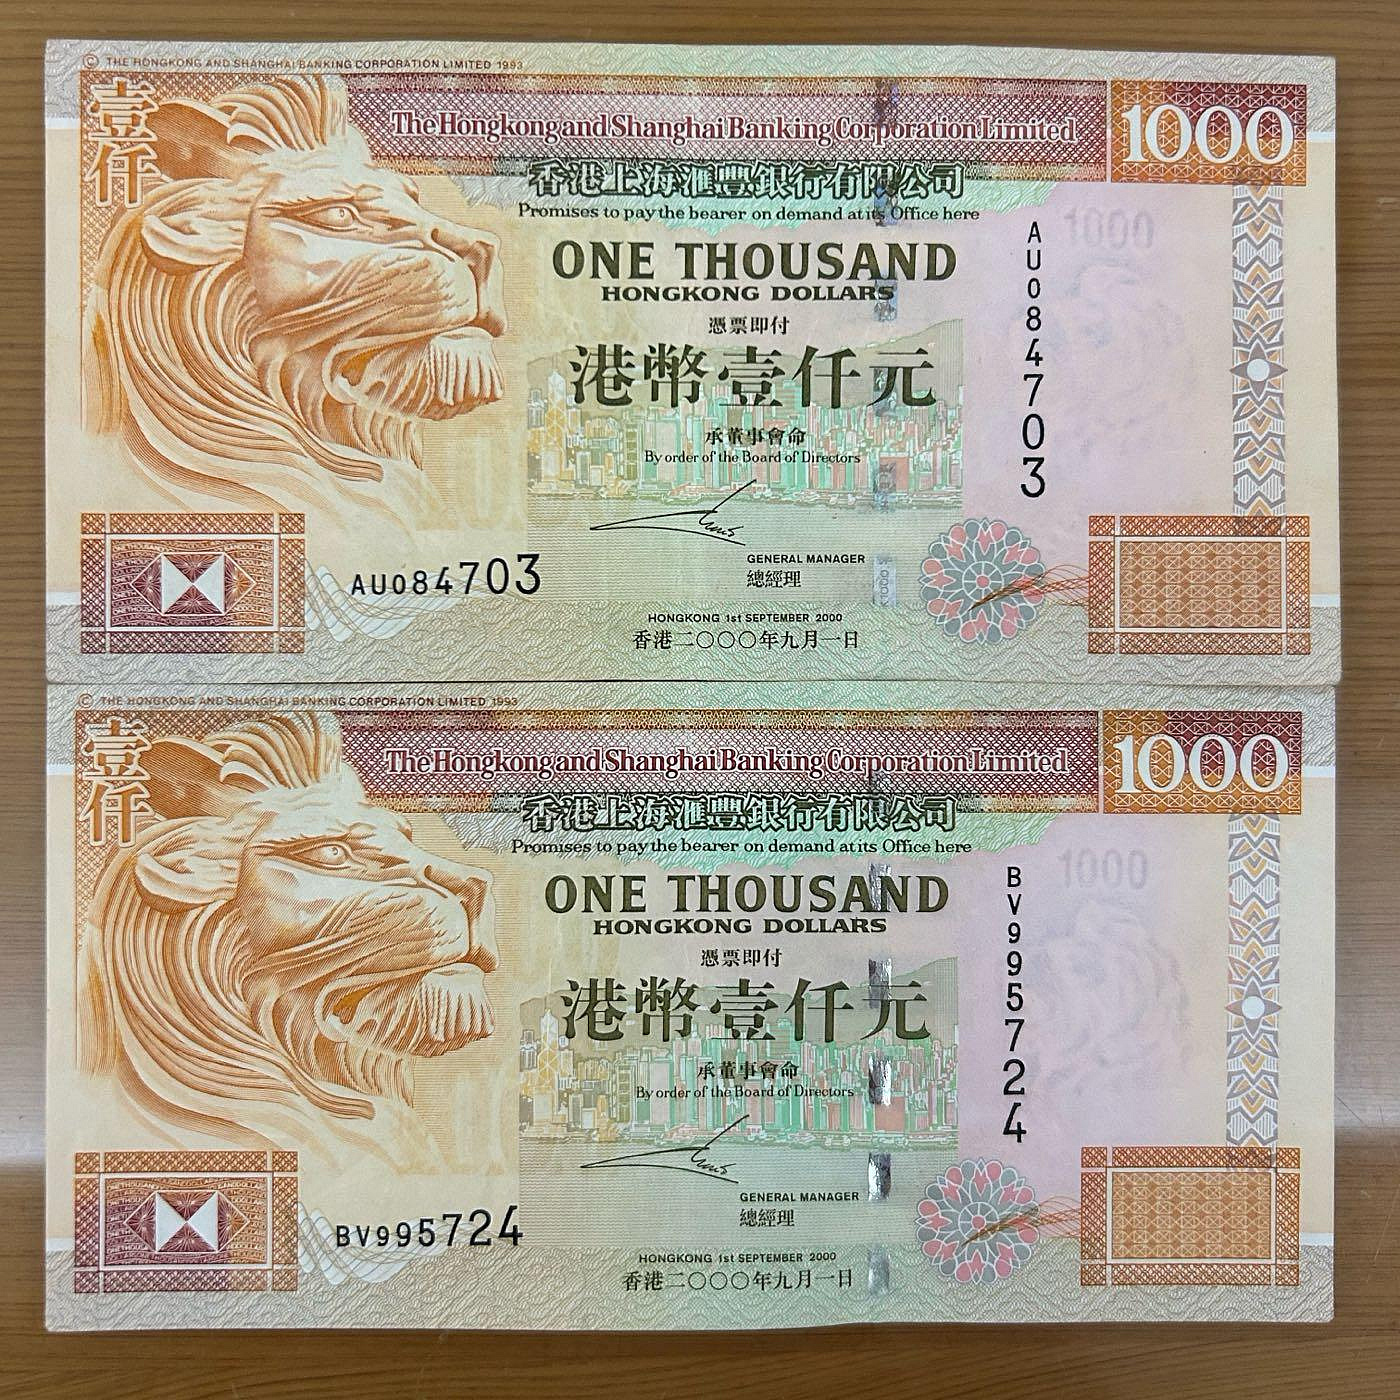 © THE HONGKONG AND SHANGHAI BANKING CORPORATION LIMITED 1993
壹仟
The Hongkong and Shanghai Banking Corporation Limited
1000
香港上海滙豐銀行有限公司
Promises to pay the bearer on demand at its Office here
1000
ONE THOUSAND
HONGKONG DOLLARS
AU084703
憑票即付
港幣壹仟元
承董事會命
By order of the Board of Directors
GENERAL MANAGER
總經理
AU084703
HONGKONG 1st SEPTEMBER 2000
香港二〇〇〇年九月一日
© THE HONGKONG AND SHANGHAI BANKING CORPORATION LIMITED 1993
壹仟
The Hongkong and Shanghai Banking Corporation Limited
1000
香港上海滙豐銀行有限公司
Promises to pay the bearer on demand at its Office here
1000
ONE THOUSAND
HONGKONG DOLLARS
BV995724
憑票即付
港幣壹仟元
承董事會命
By order of the Board of Directors
GENERAL MANAGER
總經理
BV995724
HONGKONG 1st SEPTEMBER 2000
香港二〇〇〇年九月一日